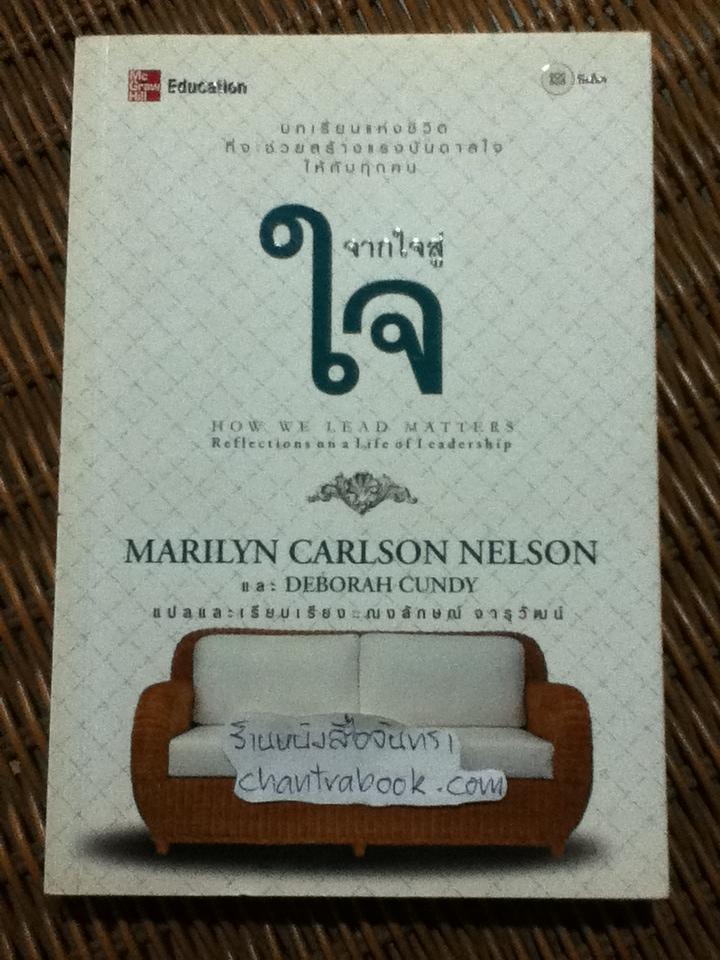 Mc
Graw
Hill
Education
บทเรียนแห่งชีวิต
ที่จะช่วยสร้างแรงบันดาลใจ
ให้กับทุกคน
จากใจสู่
ใจ
HOW WE LEAD MATTERS
Reflections on a Life of Leadership
MARILYN CARLSON NELSON
และ DEBORAH CUNDY
แปลและเรียบเรียง : ณงลักษณ์ จารุวัฒน์
ร้านหนังสือจันทรา
chantrabook.com